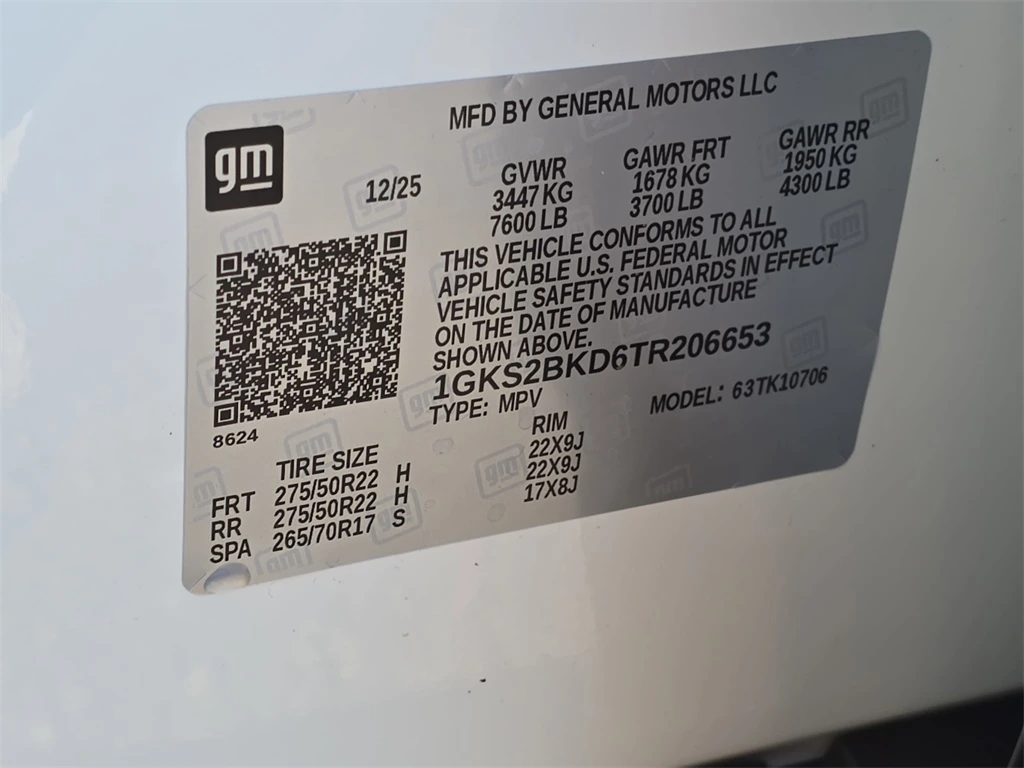 gm
MFD BY GENERAL MOTORS LLC
12/25
GVWR
3447 KG
7600 LB
GAWR FRT
1678 KG
3700 LB
GAWR RR
1950 KG
4300 LB
THIS VEHICLE CONFORMS TO ALL
APPLICABLE U.S. FEDERAL MOTOR
VEHICLE SAFETY STANDARDS IN EFFECT
ON THE DATE OF MANUFACTURE
SHOWN ABOVE.
1GKS2BKD6TR206653
TYPE: MPV
MODEL: 63TK10706
8624
TIRE SIZE RIM
FRT 275/50R22 H 22X9J
RR 275/50R22 H 22X9J
SPA 265/70R17 S 17X8J